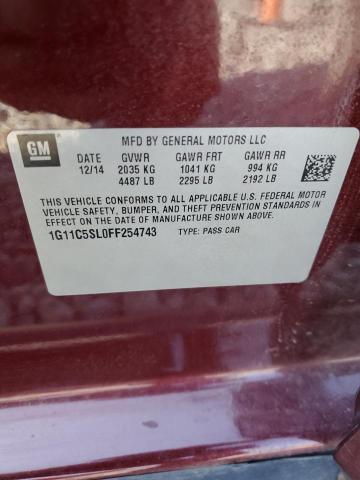 GM
MFD BY GENERAL MOTORS LLC
DATE GVWR GAWR FRT GAWR RR
12/14 2035 KG 1041 KG 994 KG
4487 LB 2295 LB 2192 LB
THIS VEHICLE CONFORMS TO ALL APPLICABLE U.S. FEDERAL MOTOR
VEHICLE SAFETY, BUMPER, AND THEFT PREVENTION STANDARDS IN
EFFECT ON THE DATE OF MANUFACTURE SHOWN ABOVE.
1G11C5SL0FF254743 TYPE: PASS CAR